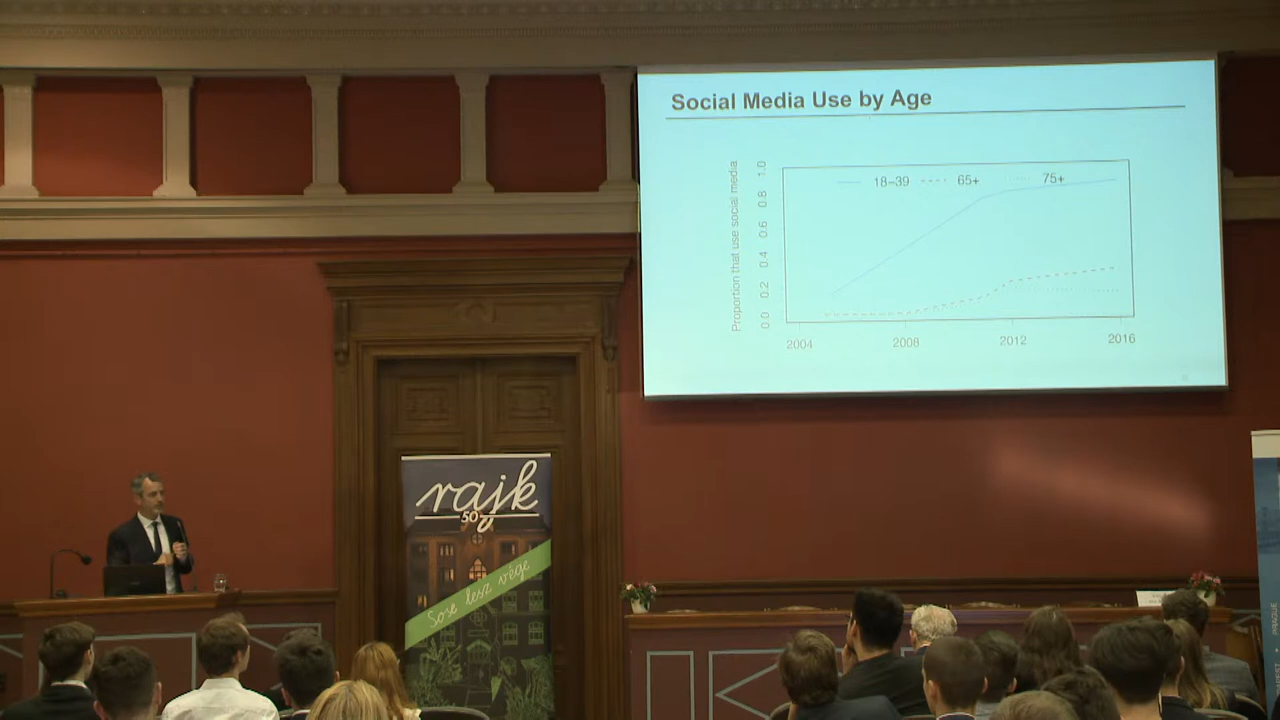 Social Media Use by Age
Proportion that use social media
0.0 0.2 0.4 0.6 0.8 1.0
18–39 65+ 75+
2004 2008 2012 2016
rajk
50
Sose lesz vége
PRAGUE